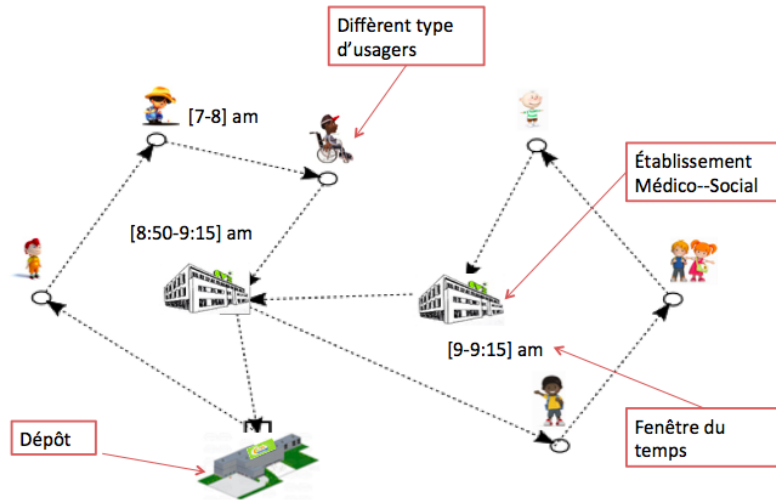 Diffèrent type
d'usagers
[7-8] am
Établissement
Médico--Social
[8:50-9:15] am
[9-9:15] am
Dépôt
Fenêtre du
temps